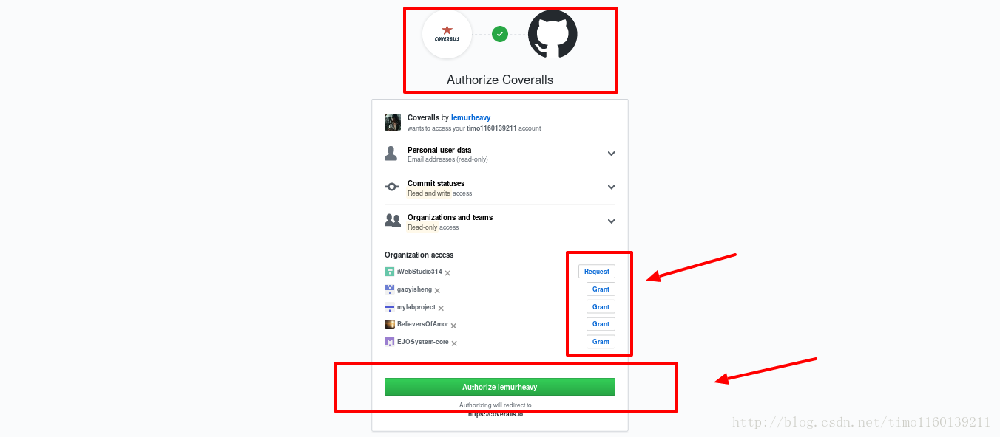 COVERALLS
Authorize Coveralls
Coveralls by lemurheavy
wants to access your timo1160139211 account
Personal user data
Email addresses (read-only)
Commit statuses
Read and write access
Organizations and teams
Read-only access
Organization access
iWebStudio314 Request
gaoyisheng Grant
mylabproject Grant
BelieversOfAmor Grant
EJOSystem-core Grant
Authorize lemurheavy
Authorizing will redirect to
https://coveralls.io
http://blog.csdn.net/timo1160139211